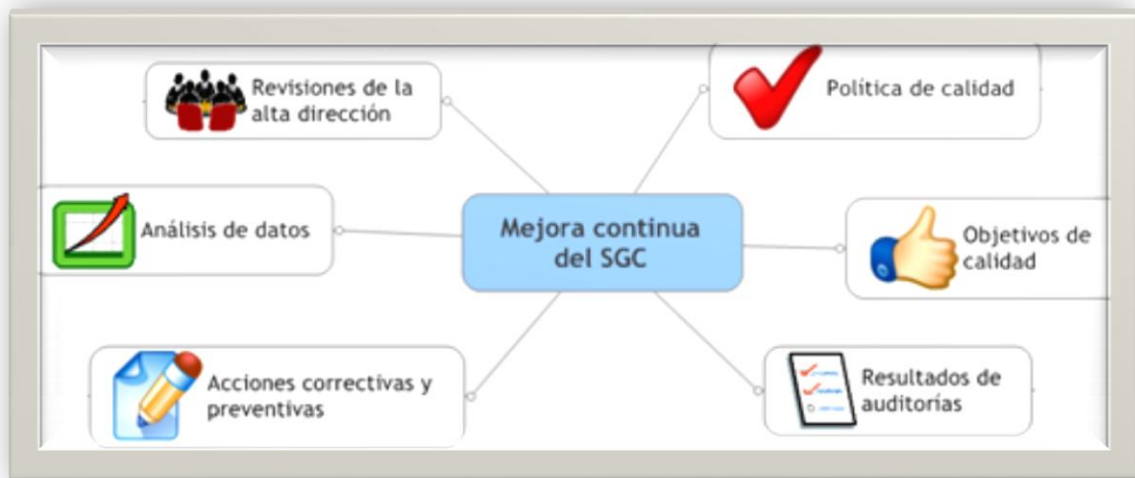 Revisiones de la
alta dirección
Política de calidad
Análisis de datos
Mejora continua
del SGC
Objetivos de
calidad
Acciones correctivas y
preventivas
Resultados de
auditorías